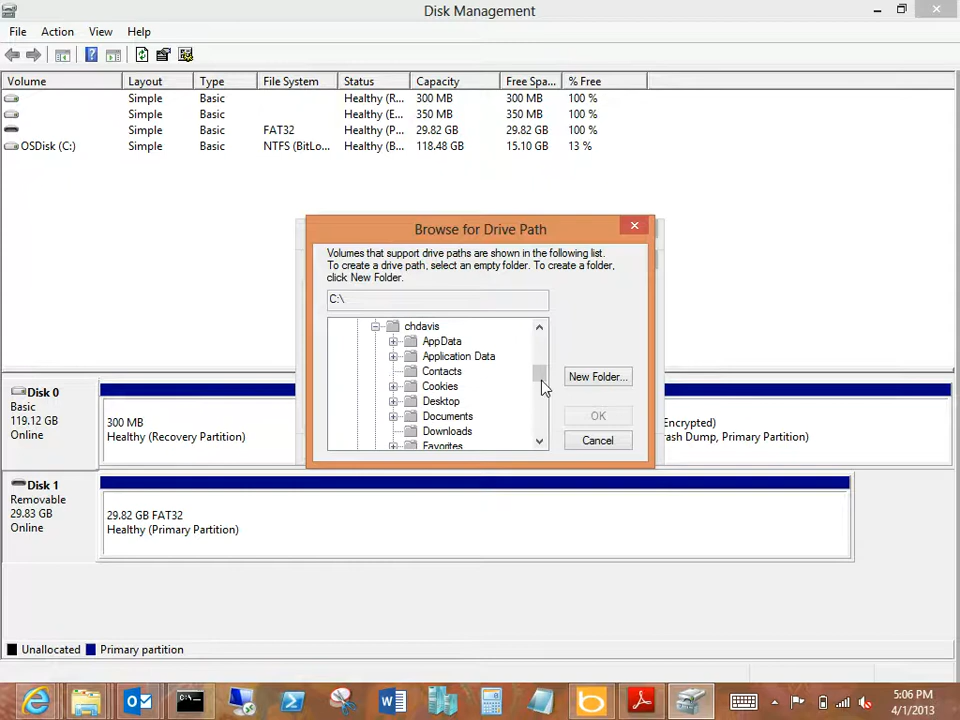 Disk Management
File Action View Help
Volume Layout Type File System Status Capacity Free Spa... % Free
Simple Basic Healthy (R... 300 MB 300 MB 100 %
Simple Basic Healthy (E... 350 MB 350 MB 100 %
Simple Basic FAT32 Healthy (P... 29.82 GB 29.82 GB 100 %
OSDisk (C:) Simple Basic NTFS (BitLo... Healthy (B... 118.48 GB 15.10 GB 13 %
Browse for Drive Path
Volumes that support drive paths are shown in the following list.
To create a drive path, select an empty folder. To create a folder,
click New Folder.
C:\
chdavis
AppData
Application Data
Contacts
Cookies
Desktop
Documents
Downloads
Favorites
New Folder...
OK
Cancel
Disk 0
Basic
119.12 GB
Online
300 MB
Healthy (Recovery Partition)
Encrypted)
rash Dump, Primary Partition)
Disk 1
Removable
29.83 GB
Online
29.82 GB FAT32
Healthy (Primary Partition)
Unallocated Primary partition
5:06 PM
4/1/2013